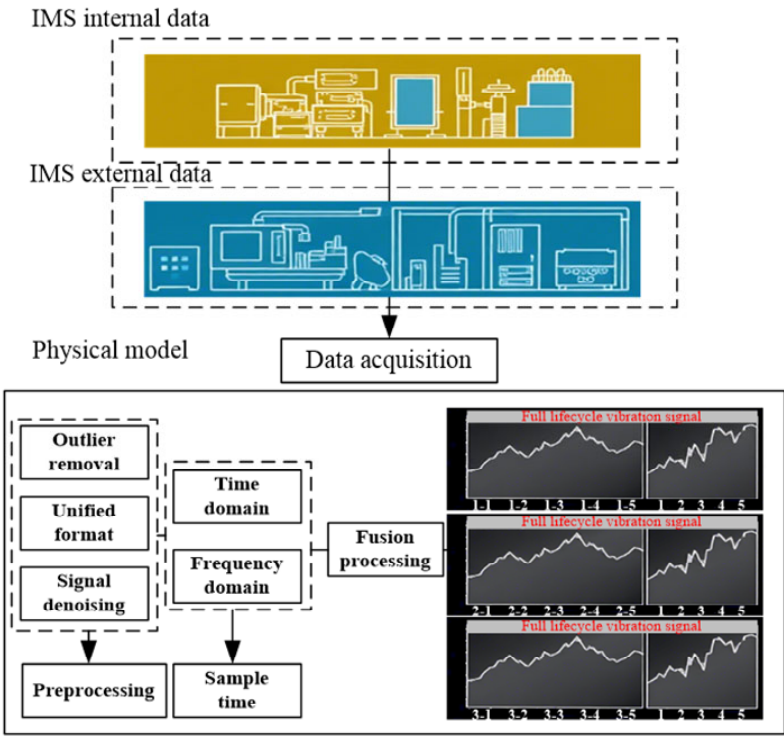 IMS internal data
IMS external data
Physical model
Data acquisition
Outlier
removal
Unified
format
Signal
denoising
Preprocessing
Time
domain
Frequency
domain
Sample
time
Fusion
processing
Full lifecycle vibration signal
1-1 1-2 1-3 1-4 1-5 1 2 3 4 5
Full lifecycle vibration signal
2-1 2-2 2-3 2-4 2-5 1 2 3 4 5
Full lifecycle vibration signal
3-1 3-2 3-3 3-4 3-5 1 2 3 4 5